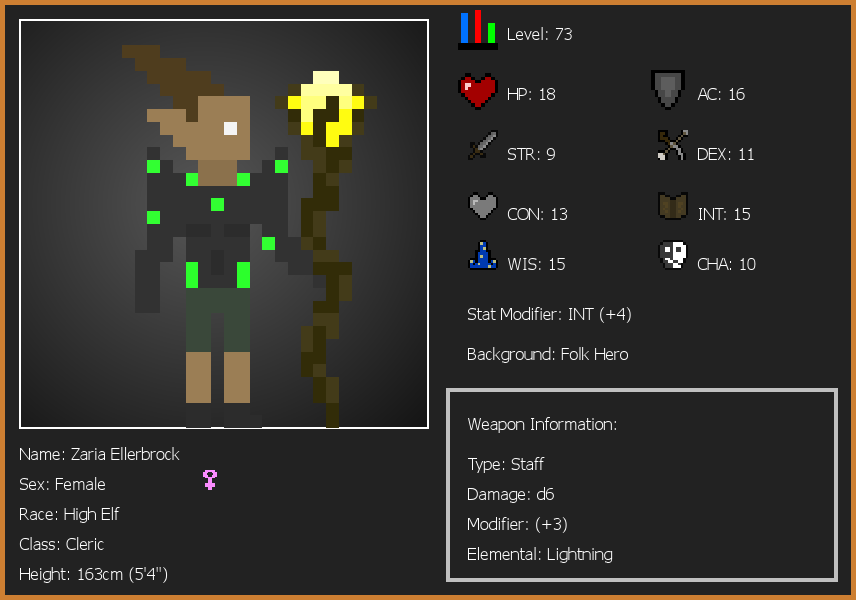 Level: 73
HP: 18
AC: 16
STR: 9
DEX: 11
CON: 13
INT: 15
WIS: 15
CHA: 10
Stat Modifier: INT (+4)
Background: Folk Hero
Weapon Information:
Type: Staff
Damage: d6
Modifier: (+3)
Elemental: Lightning
Name: Zaria Ellerbrock
Sex: Female
Race: High Elf
Class: Cleric
Height: 163cm (5'4")